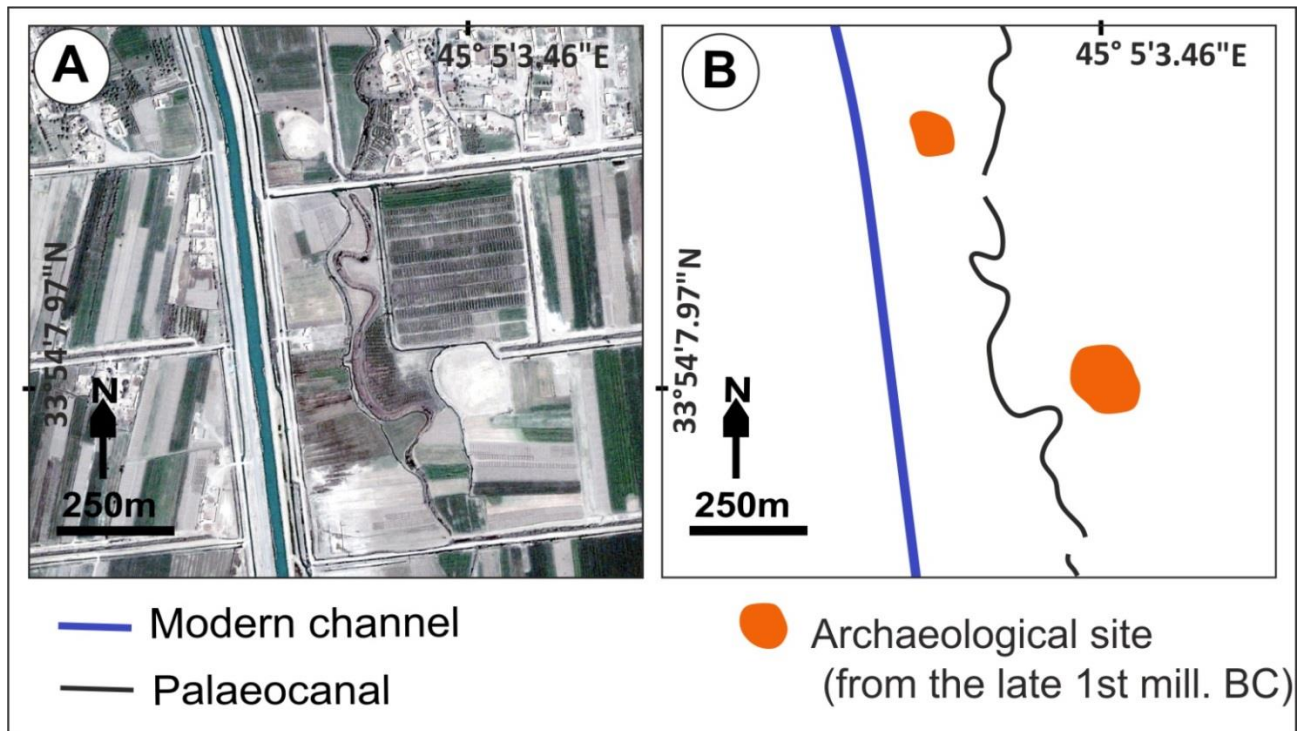 A
45° 5'3.46"E
33°54'7.97"N
N
250m
B
45° 5'3.46"E
33°54'7.97"N
N
250m
Modern channel
Palaeocanal
Archaeological site
(from the late 1st mill. BC)